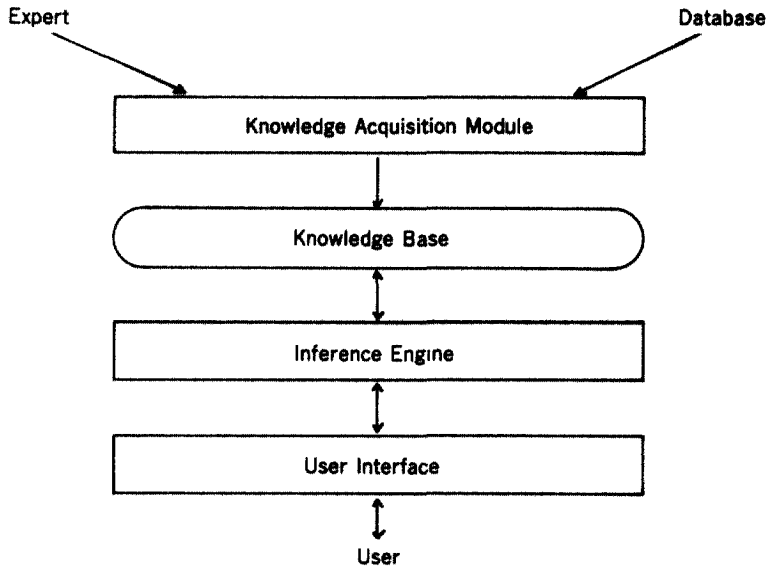 Expert
Database
Knowledge Acquisition Module
Knowledge Base
Inference Engine
User Interface
User